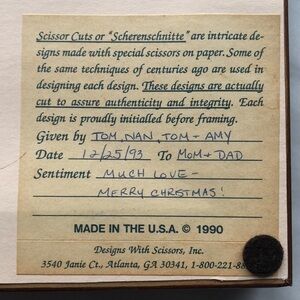 Scissor Cuts or "Scherenschnitte" are intricate de-
signs made with special scissors on paper. Some of
the same techniques of centuries ago are used in
designing each design. These designs are actually
cut to assure authenticity and integrity. Each
design is proudly initialled before framing.
Given by TOM, NAN, TOM - AMY
Date 12/25/93 To MOM + DAD
Sentiment MUCH LOVE -
MERRY CHRISTMAS!
MADE IN THE U.S.A. © 1990
Designs With Scissors, Inc.
3540 Janie Ct., Atlanta, GA 30341, 1-800-221-88